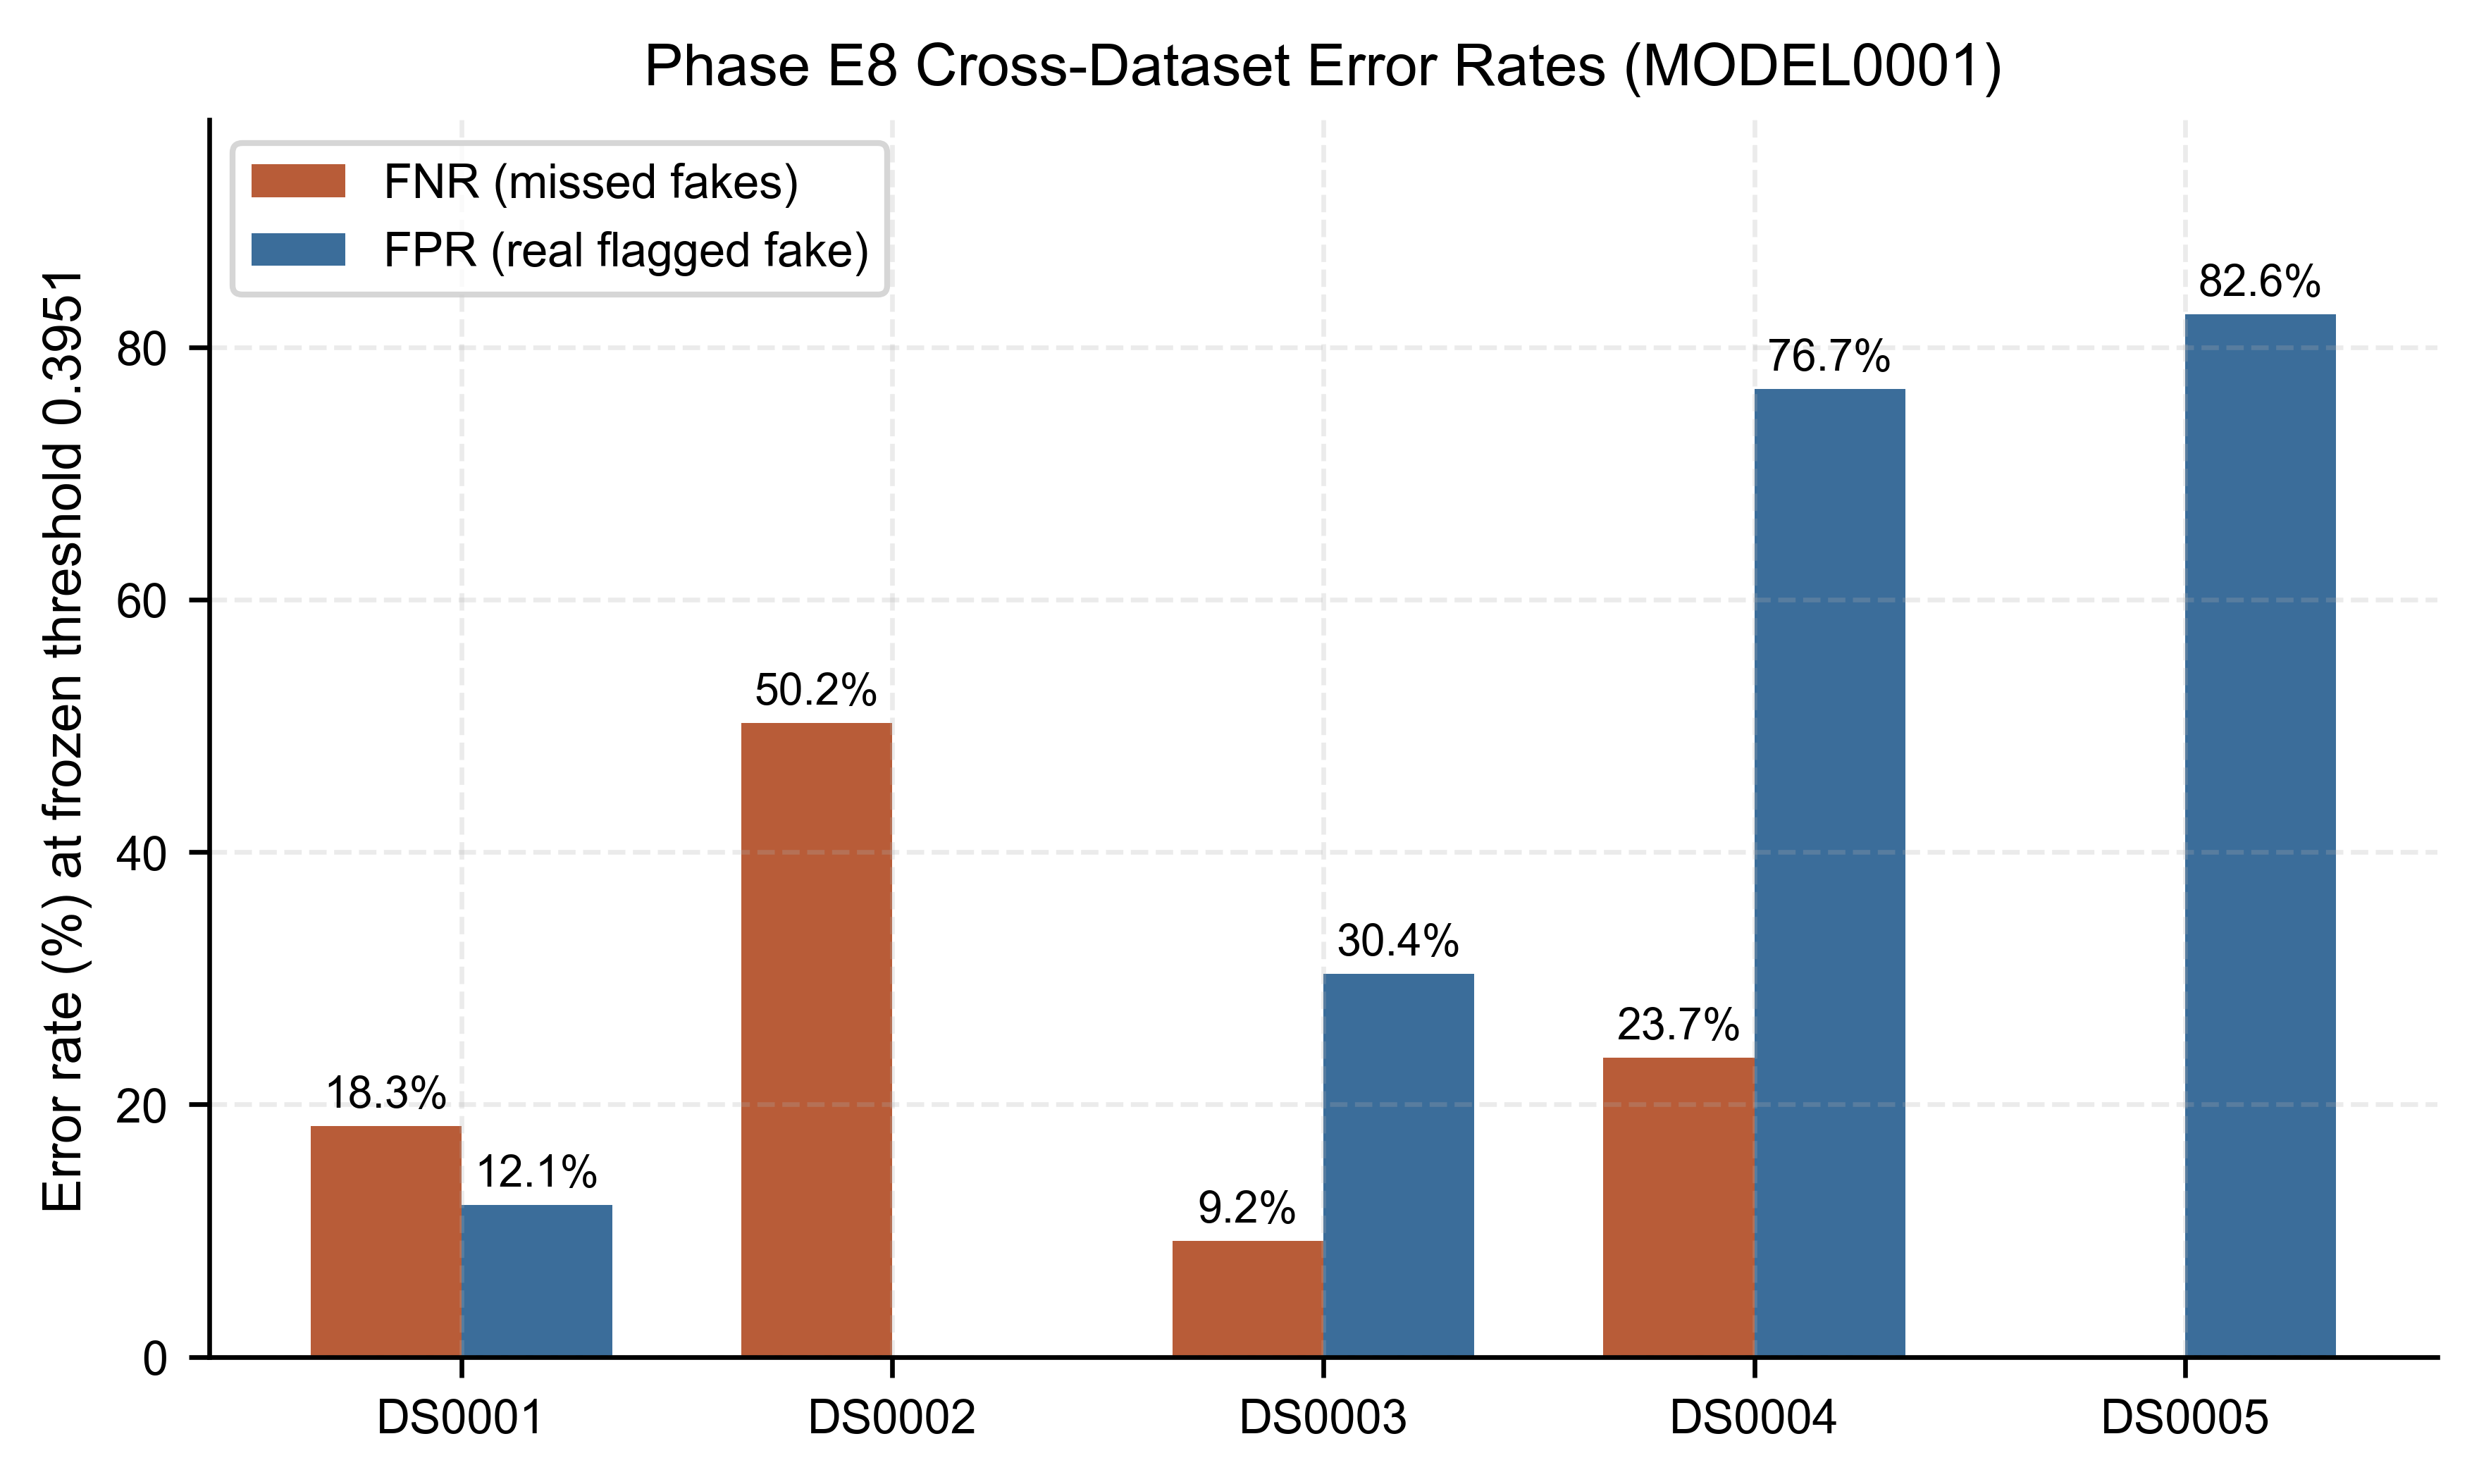 Phase E8 Cross-Dataset Error Rates (MODEL0001)
FNR (missed fakes)
FPR (real flagged fake)
Error rate (%) at frozen threshold 0.3951
80
60
40
20
0
18.3%
12.1%
50.2%
9.2%
30.4%
23.7%
76.7%
82.6%
DS0001
DS0002
DS0003
DS0004
DS0005